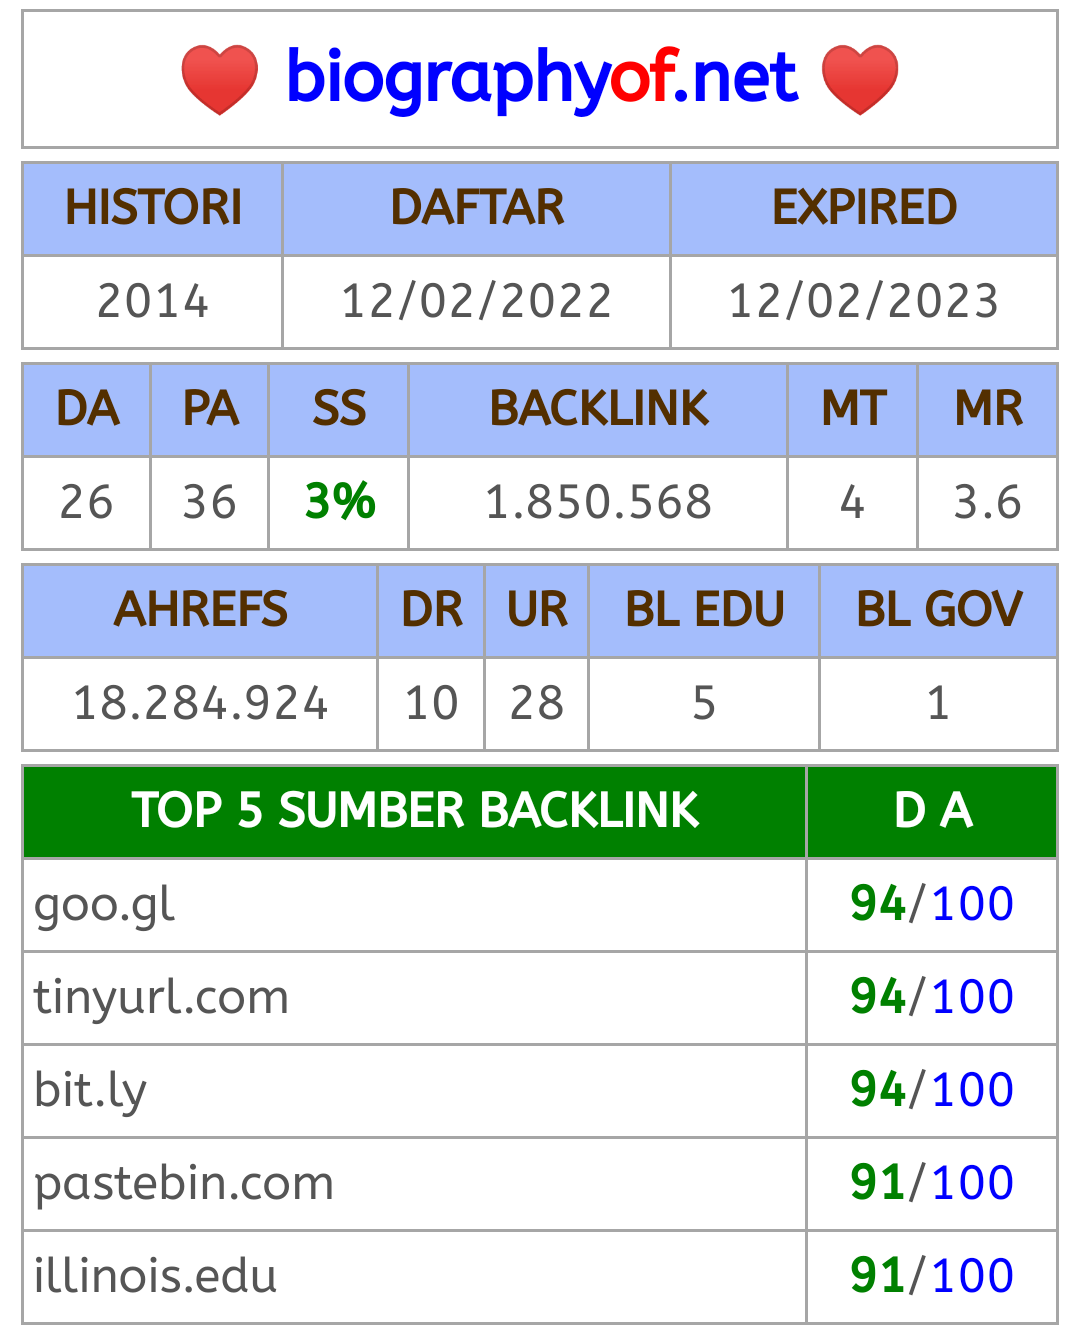 biographyof.net
HISTORI DAFTAR EXPIRED
2014 12/02/2022 12/02/2023
DA PA SS BACKLINK MT MR
26 36 3% 1.850.568 4 3.6
AHREFS DR UR BL EDU BL GOV
18.284.924 10 28 5 1
TOP 5 SUMBER BACKLINK D A
goo.gl 94/100
tinyurl.com 94/100
bit.ly 94/100
pastebin.com 91/100
illinois.edu 91/100